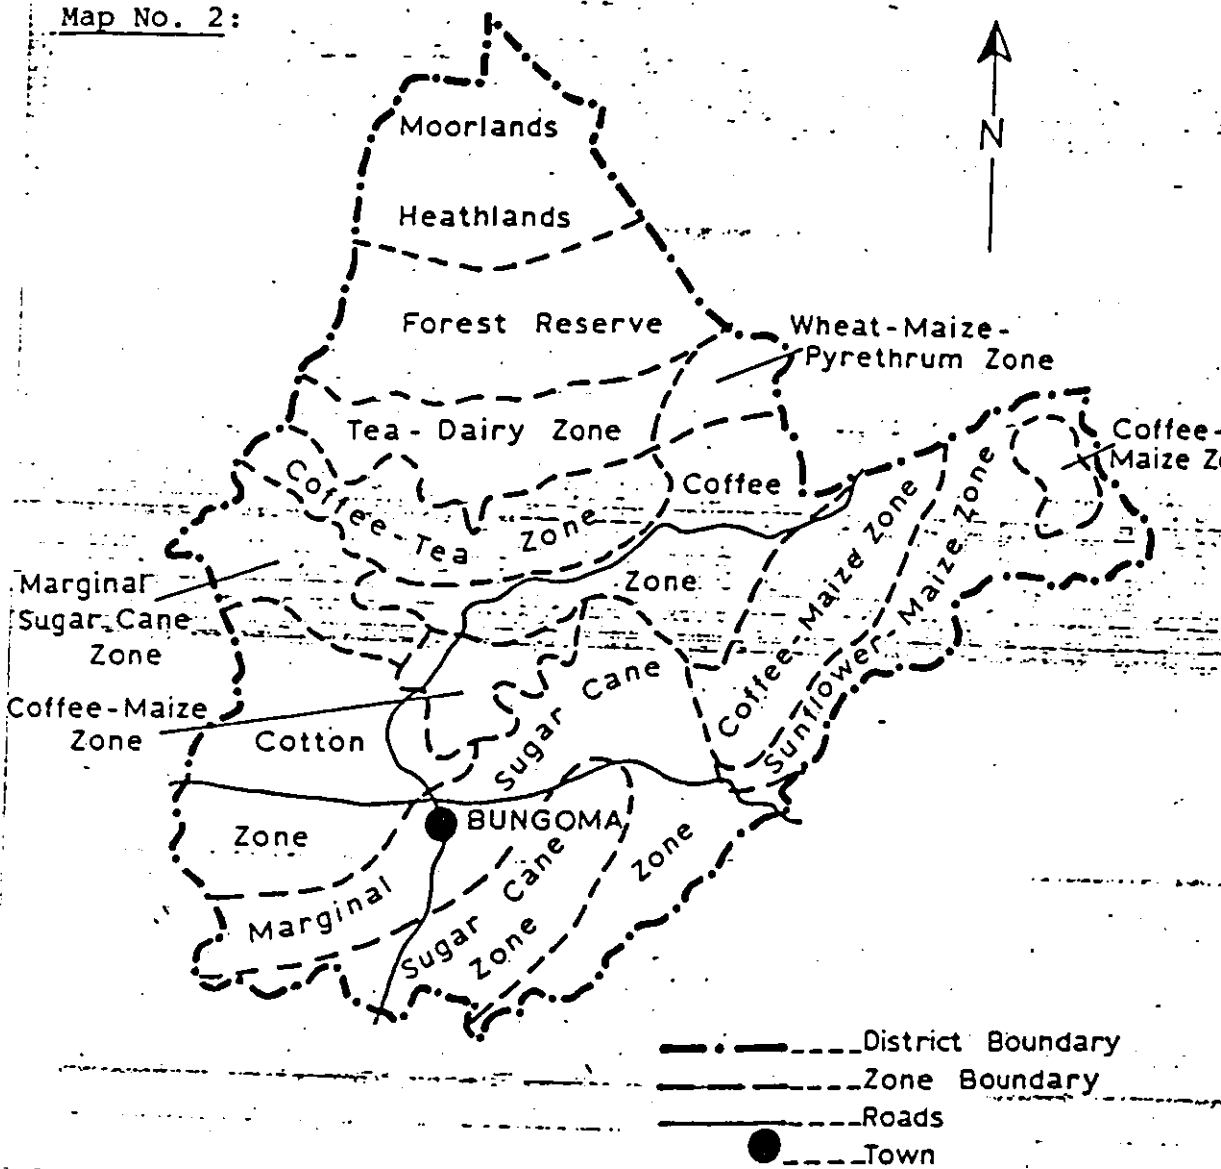 Map No. 2:
N
Moorlands
Heathlands
Forest Reserve
Wheat-Maize-
Pyrethrum Zone
Tea-Dairy Zone
Coffee-
Maize Z
Coffee-Tea Zone
Coffee
Zone
Coffee-Maize Zone
Sunflower-Maize Zone
Marginal
Sugar Cane
Zone
Coffee-Maize
Zone
Cotton
Zone
Sugar Cane
Zone
BUNGOMA
Marginal
Sugar Cane
Zone
District Boundary
Zone Boundary
Roads
Town